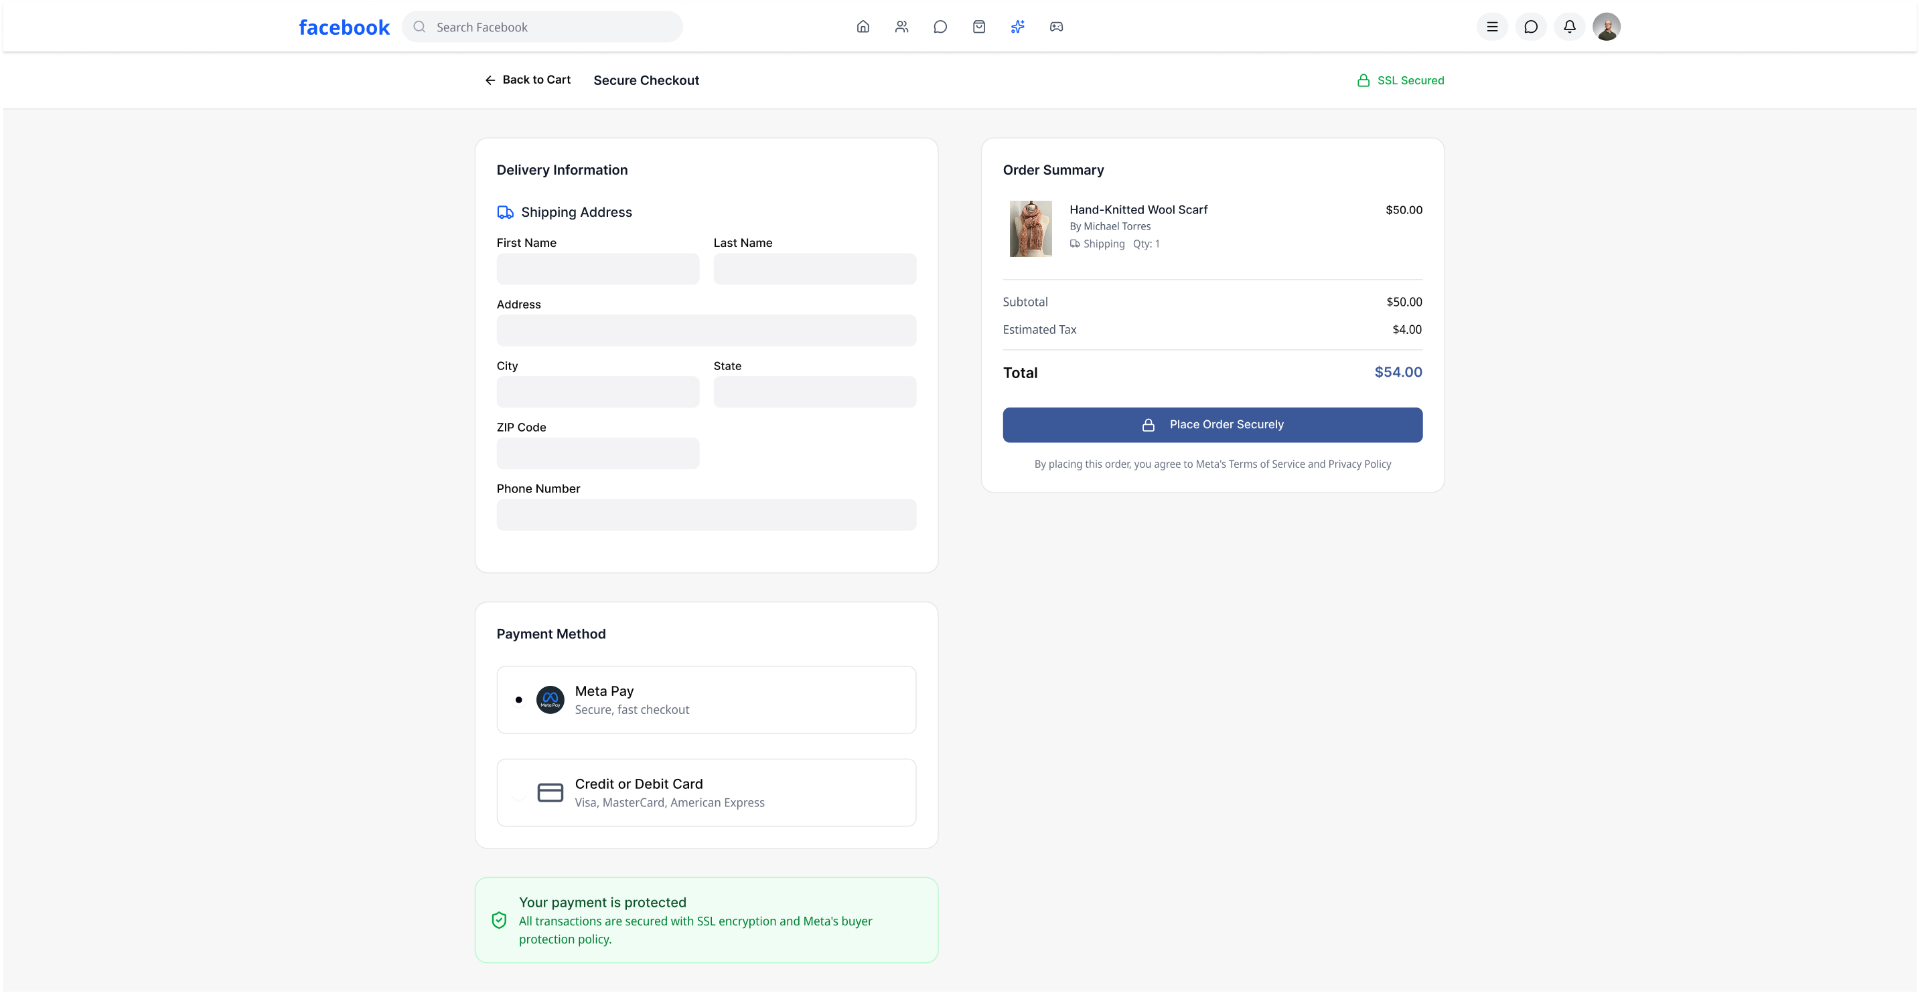 facebook
Search Facebook
Back to Cart
Secure Checkout
SSL Secured
Delivery Information
Shipping Address
First Name
Last Name
Address
City
State
ZIP Code
Phone Number
Payment Method
Meta Pay
Meta Pay
Secure, fast checkout
Credit or Debit Card
Visa, MasterCard, American Express
Your payment is protected
All transactions are secured with SSL encryption and Meta's buyer
protection policy.
Order Summary
Hand-Knitted Wool Scarf
$50.00
By Michael Torres
Shipping Qty: 1
Subtotal
$50.00
Estimated Tax
$4.00
Total
$54.00
Place Order Securely
By placing this order, you agree to Meta's Terms of Service and Privacy Policy